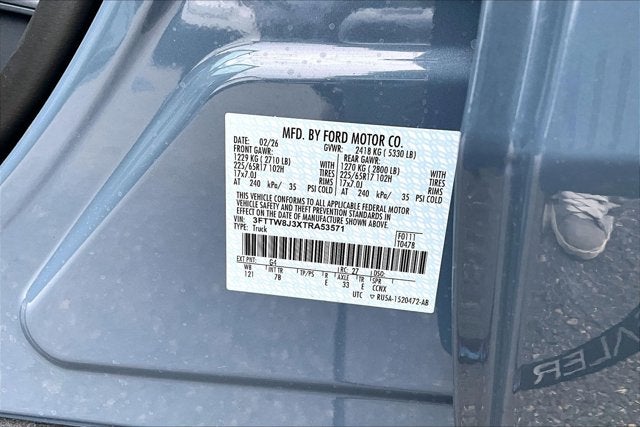 MFD. BY FORD MOTOR CO.
DATE: 02/26 GVWR: 2418 KG ( 5330 LB)
FRONT GAWR: REAR GAWR:
1229 KG ( 2710 LB) WITH 1270 KG ( 2800 LB) WITH
225/65R17 102H TIRES 225/65R17 102H TIRES
17x7.0J RIMS 17x7.0J RIMS
AT 240 kPa/ 35 PSI COLD AT 240 kPa/ 35 PSI COLD
THIS VEHICLE CONFORMS TO ALL APPLICABLE FEDERAL MOTOR
VEHICLE SAFETY AND THEFT PREVENTION STANDARDS IN
EFFECT ON THE DATE OF MANUFACTURE SHOWN ABOVE.
VIN: 3FTTW8J3XTRA53571 F0111
TYPE: Truck T0478
EXT PNT: G4 RC: 27 DSO:
WB INT TR TP/PS R AXLE TR SPR
121 7B E 33 E CCNX
UTC RU5A-1520472-AB
ALER